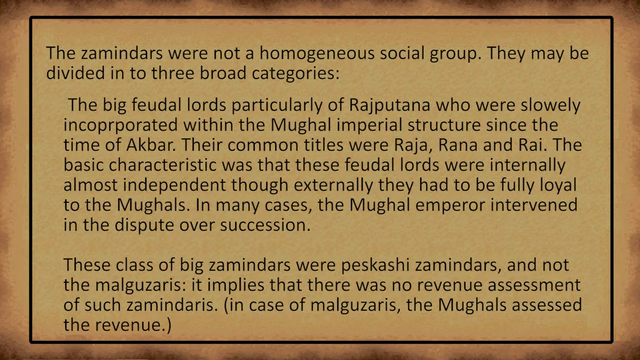 The zamindars were not a homogeneous social group. They may be
divided in to three broad categories:
The big feudal lords particularly of Rajputana who were slowely
incoprporated within the Mughal imperial structure since the
time of Akbar. Their common titles were Raja, Rana and Rai. The
basic characteristic was that these feudal lords were internally
almost independent though externally they had to be fully loyal
to the Mughals. In many cases, the Mughal emperor intervened
in the dispute over succession.
These class of big zamindars were peskashi zamindars, and not
the malguzaris: it implies that there was no revenue assessment
of such zamindaris. (in case of malguzaris, the Mughals assessed
the revenue.)